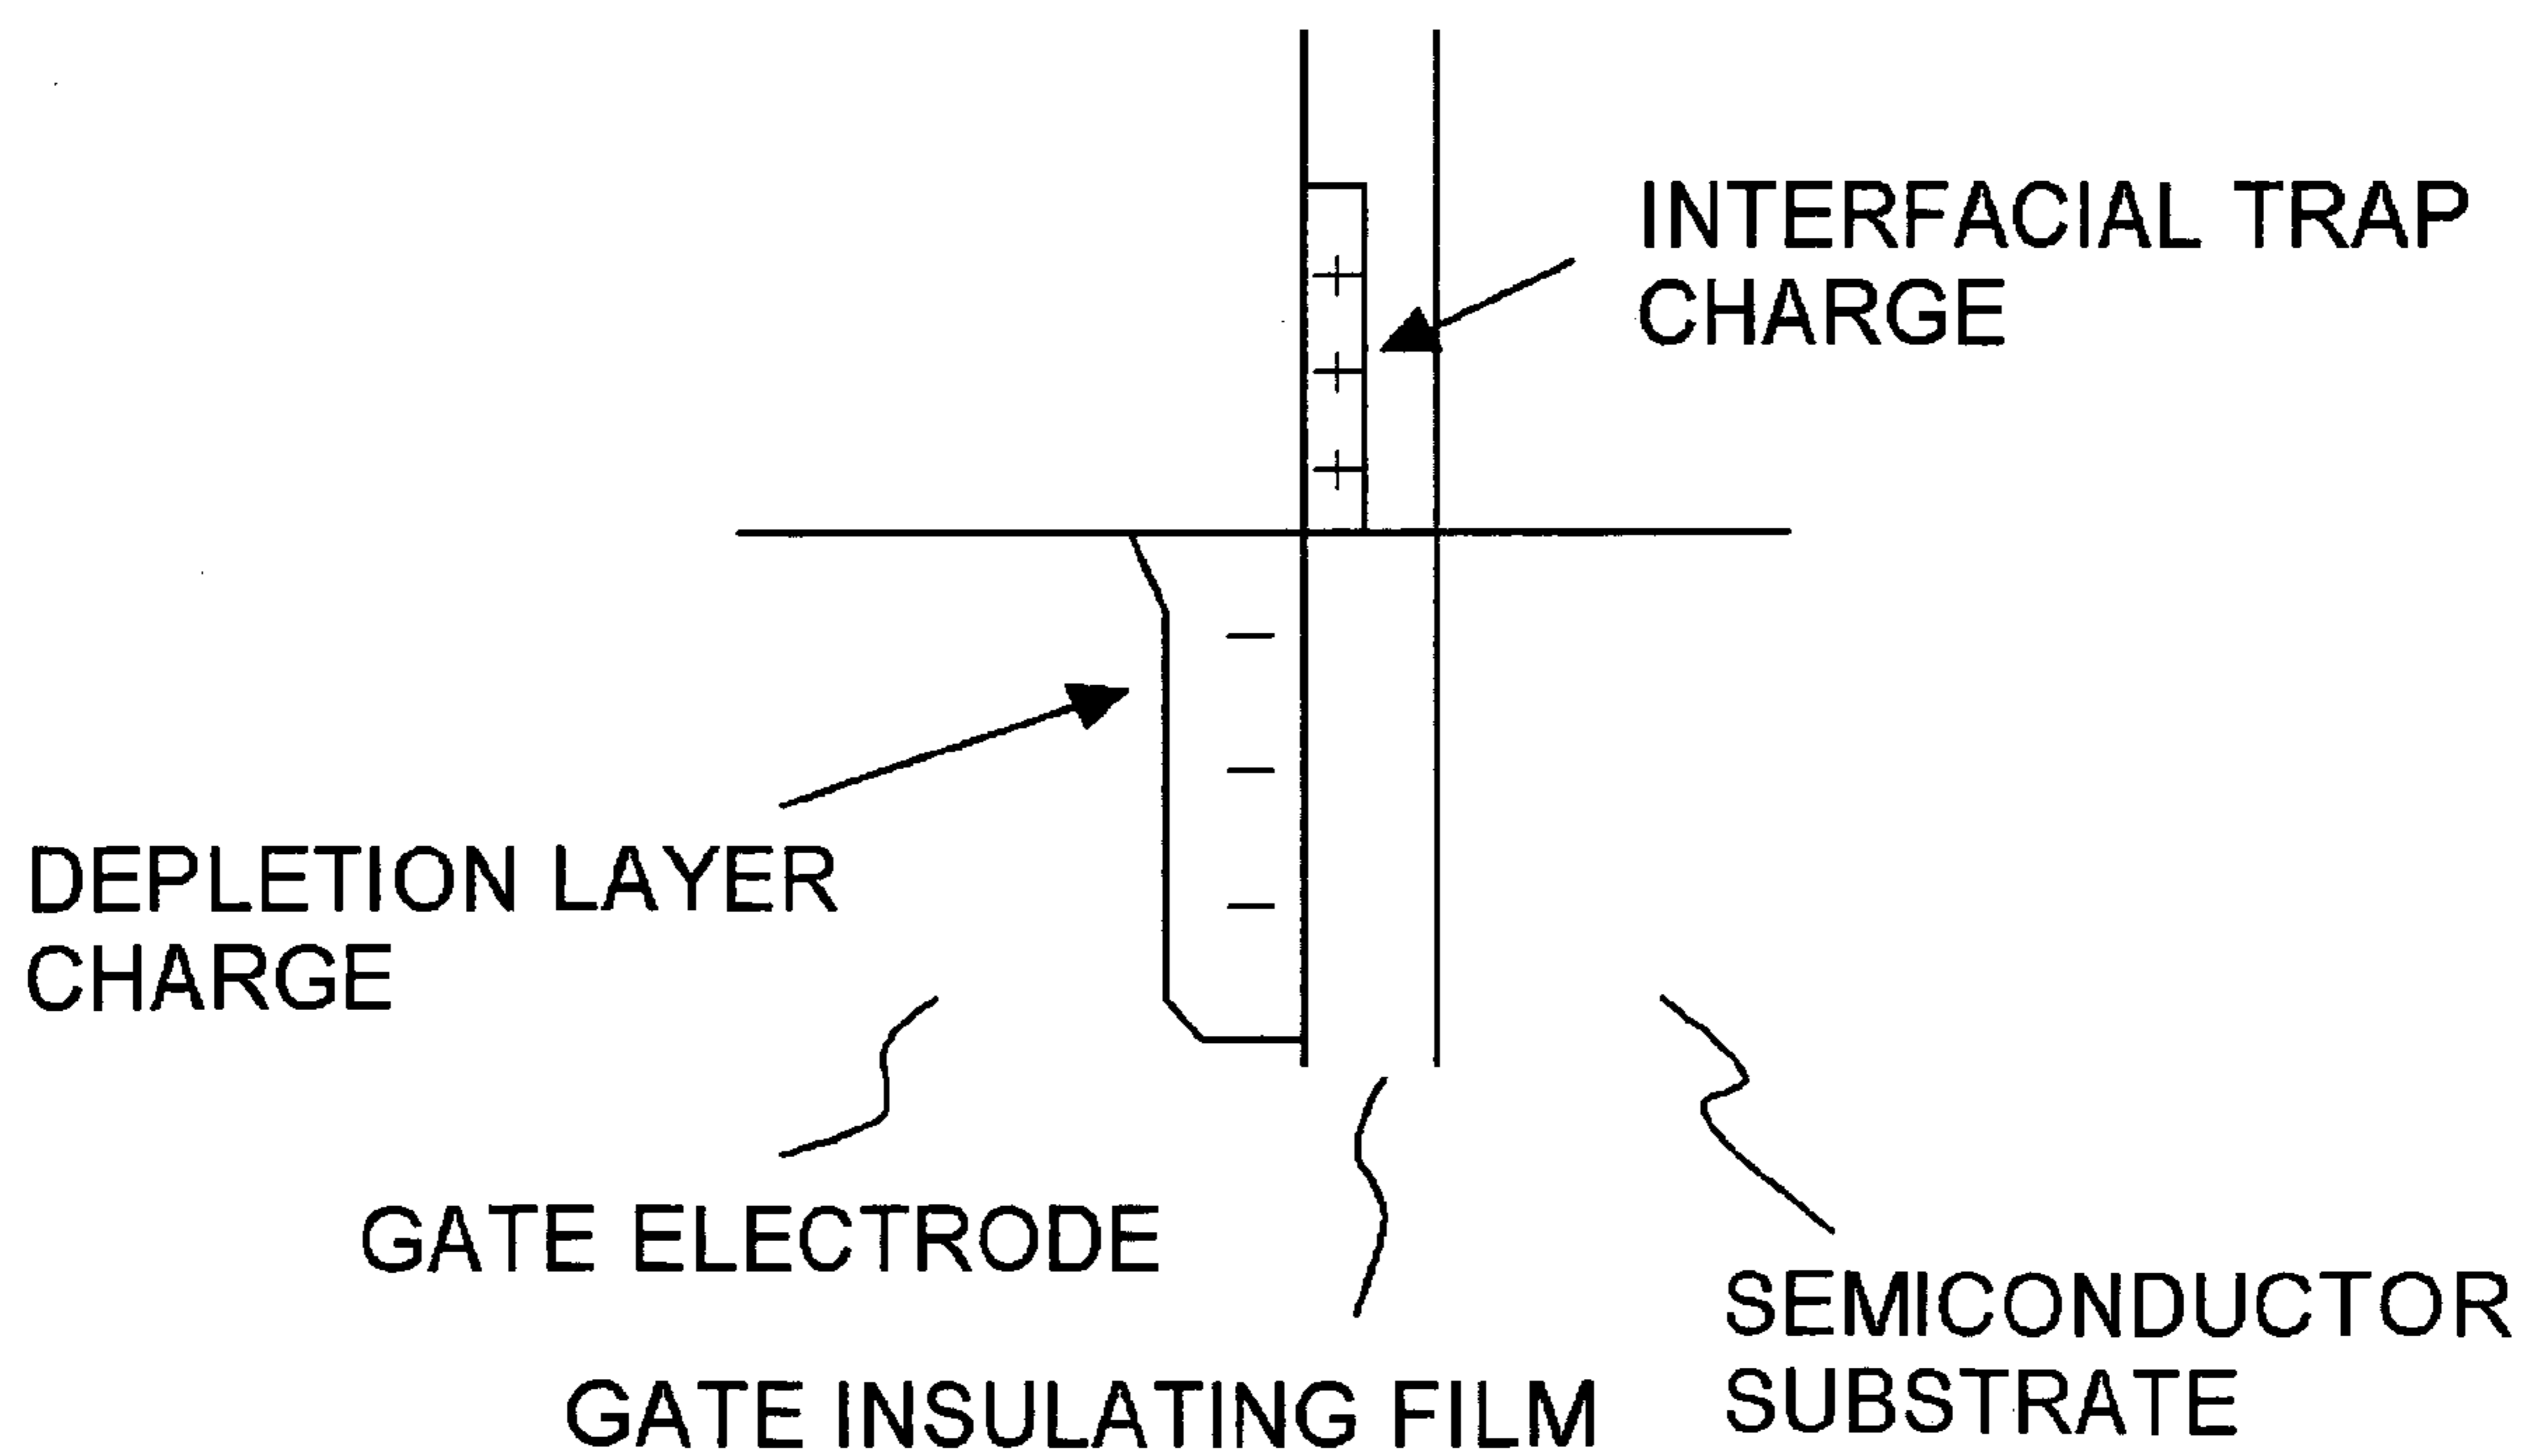 INTERFACIAL TRAP
CHARGE
+
+
+
—
—
—
DEPLETION LAYER
CHARGE
GATE ELECTRODE
GATE INSULATING FILM
SEMICONDUCTOR
SUBSTRATE